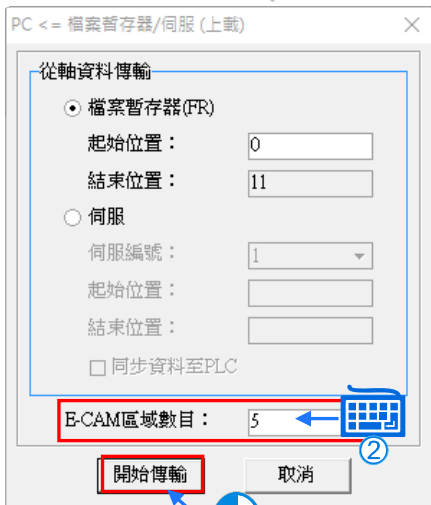 PC <= 檔案暫存器/伺服 (上載)
從軸資料傳輸
檔案暫存器(FR)
起始位置： 0
結束位置： 11
伺服
伺服編號： 1
起始位置：
結束位置：
同步資料至PLC
E-CAM區域數目： 5
②
開始傳輸 取消